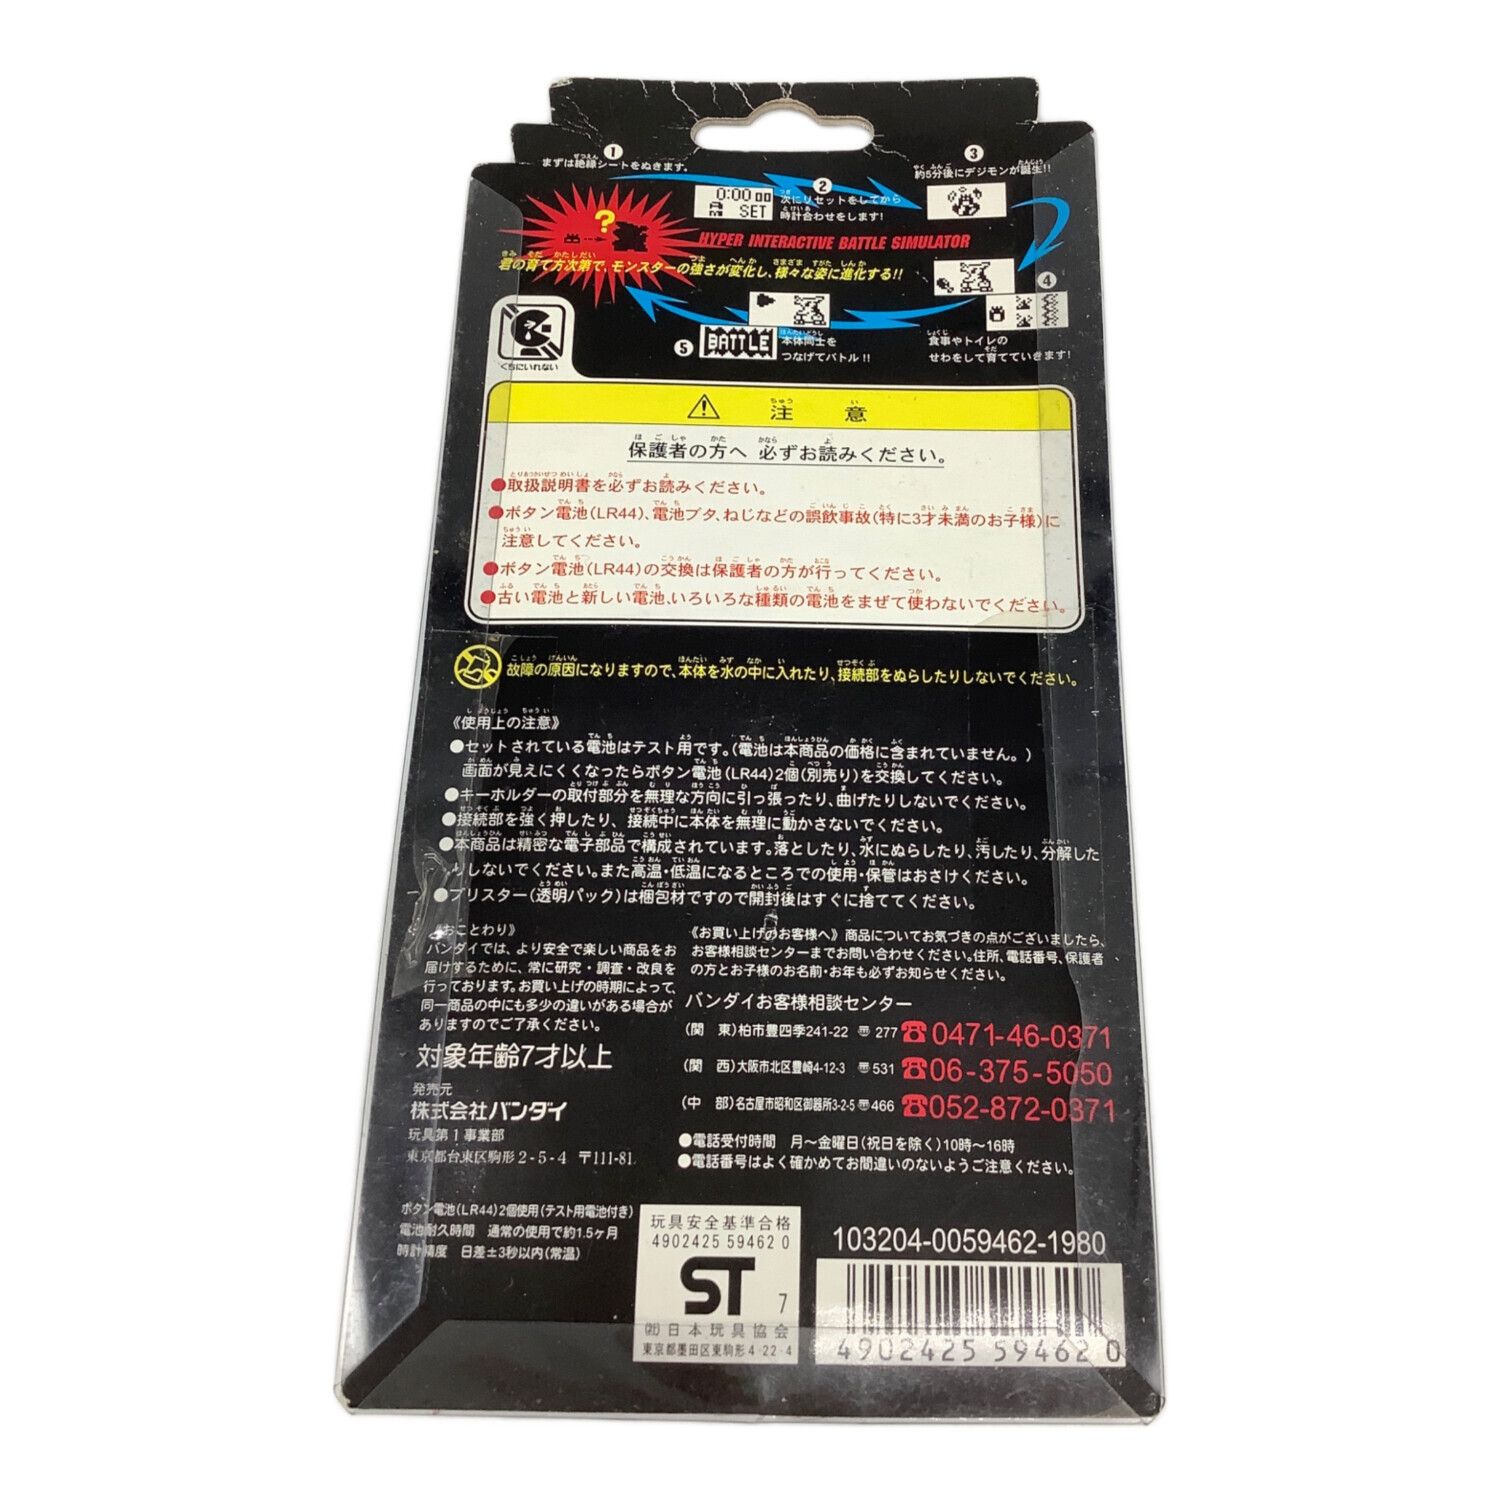 ❶
まずは絶縁シートをぬきます。
❷
0:00 00
AM SET
次にリセットをしてから
時計合わせをします!
❸
約5分後にデジモンが誕生!!
?
HYPER INTERACTIVE BATTLE SIMULATOR
君の育て方次第で、モンスターの強さが変化し、様々な姿に進化する!!
❹
食事やトイレの
せわをして育てていきます!
❺
BATTLE
本体同士を
つなげてバトル!!
くちにいれない
注意
保護者の方へ 必ずお読みください。
●取扱説明書を必ずお読みください。
●ボタン電池(LR44)、電池ブタ、ねじなどの誤飲事故(特に3才未満のお子様)に
注意してください。
●ボタン電池(LR44)の交換は保護者の方が行ってください。
●古い電池と新しい電池、いろいろな種類の電池をまぜて使わないでください。
故障の原因になりますので、本体を水の中に入れたり、接続部をぬらしたりしないでください。
《使用上の注意》
●セットされている電池はテスト用です。(電池は本商品の価格に含まれていません。)
画面が見えにくくなったらボタン電池(LR44)2個(別売り)を交換してください。
●キーホルダーの取付部分を無理な方向に引っ張ったり、曲げたりしないでください。
●接続部を強く押したり、接続中に本体を無理に動かさないでください。
●本商品は精密な電子部品で構成されています。落としたり、水にぬらしたり、汚したり、分解した
りしないでください。また高温・低温になるところでの使用・保管はおさけください。
●ブリスター(透明パック)は梱包材ですので開封後はすぐに捨ててください。
《おことわり》
バンダイでは、より安全で楽しい商品をお
届けするために、常に研究・調査・改良を
行っております。お買い上げの時期によって、
同一商品の中にも多少の違いがある場合が
ありますのでご了承ください。
対象年齢7才以上
発売元
株式会社バンダイ
玩具第1事業部
東京都台東区駒形2-5-4 〒111-81
《お買い上げのお客様へ》商品についてお気づきの点がございましたら、
お客様相談センターまでお問い合わせください。住所、電話番号、保護者
の方とお子様のお名前・お年も必ずお知らせください。
バンダイお客様相談センター
(関 東)柏市豊四季241-22 〠 277 ☎0471-46-0371
(関 西)大阪市北区豊崎4-12-3 〠 531 ☎06-375-5050
(中 部)名古屋市昭和区御器所3-2-5 〠 466 ☎052-872-0371
●電話受付時間 月〜金曜日(祝日を除く)10時〜16時
●電話番号はよく確かめてお間違いのないようご注意ください。
ボタン電池(LR44)2個使用(テスト用電池付き)
電池耐久時間 通常の使用で約1.5ヶ月
時計精度 日差±3秒以内(常温)
玩具安全基準合格
4902425 59462 0
ST 7
(社)日本玩具協会
東京都墨田区東駒形4-22-4
103204-0059462-1980
4902425 594620